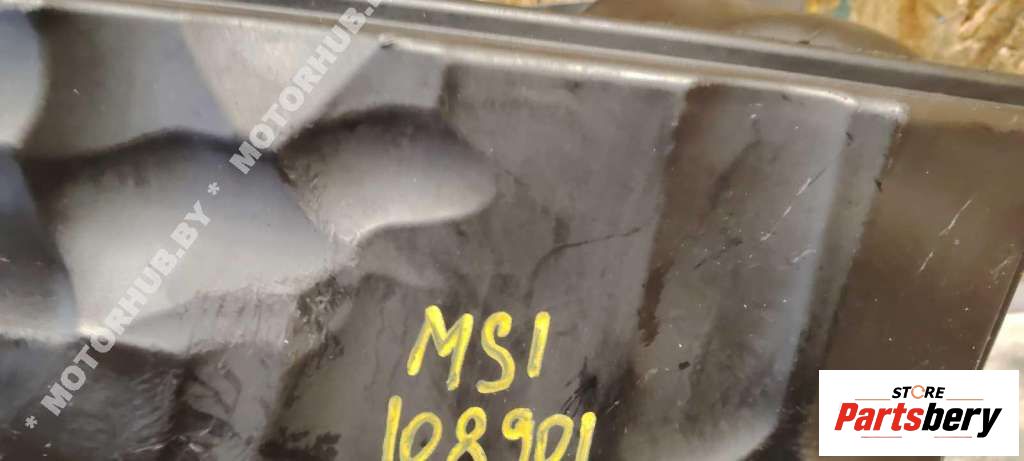 * MOTORHUB.BY * MOTORHUB.BY
MS1
108901
STORE
Partsbery